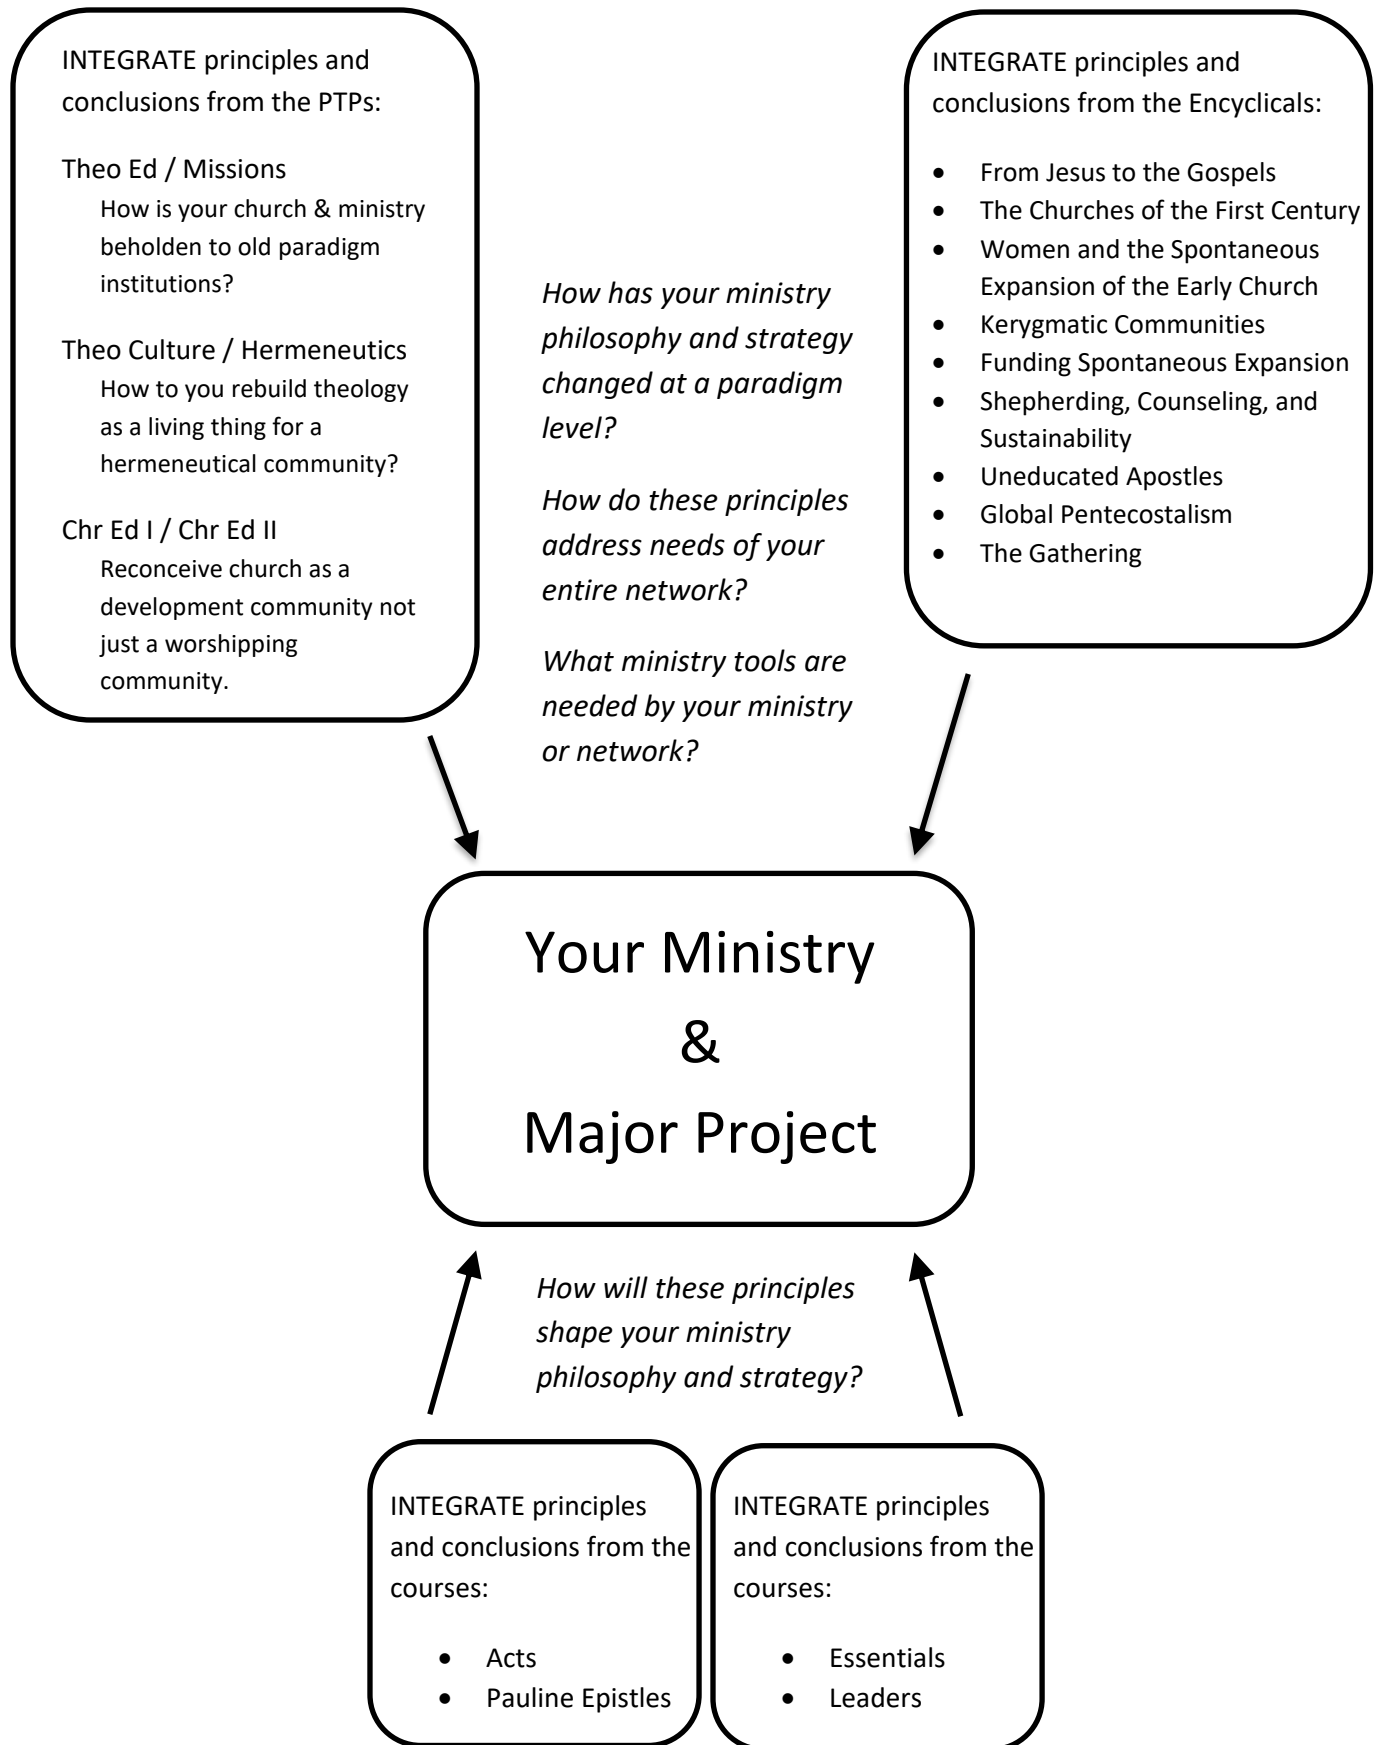 INTEGRATE principles and
conclusions from the PTPs:
Theo Ed / Missions
How is your church & ministry
beholden to old paradigm
institutions?
Theo Culture / Hermeneutics
How to you rebuild theology
as a living thing for a
hermeneutical community?
Chr Ed I / Chr Ed II
Reconceive church as a
development community not
just a worshipping
community.
How has your ministry
philosophy and strategy
changed at a paradigm
level?
How do these principles
address needs of your
entire network?
What ministry tools are
needed by your ministry
or network?
INTEGRATE principles and
conclusions from the Encyclicals:
• From Jesus to the Gospels
• The Churches of the First Century
• Women and the Spontaneous
Expansion of the Early Church
• Kerygmatic Communities
• Funding Spontaneous Expansion
• Shepherding, Counseling, and
Sustainability
• Uneducated Apostles
• Global Pentecostalism
• The Gathering
Your Ministry
&
Major Project
How will these principles
shape your ministry
philosophy and strategy?
INTEGRATE principles
and conclusions from the
courses:
• Acts
• Pauline Epistles
INTEGRATE principles
and conclusions from the
courses:
• Essentials
• Leaders